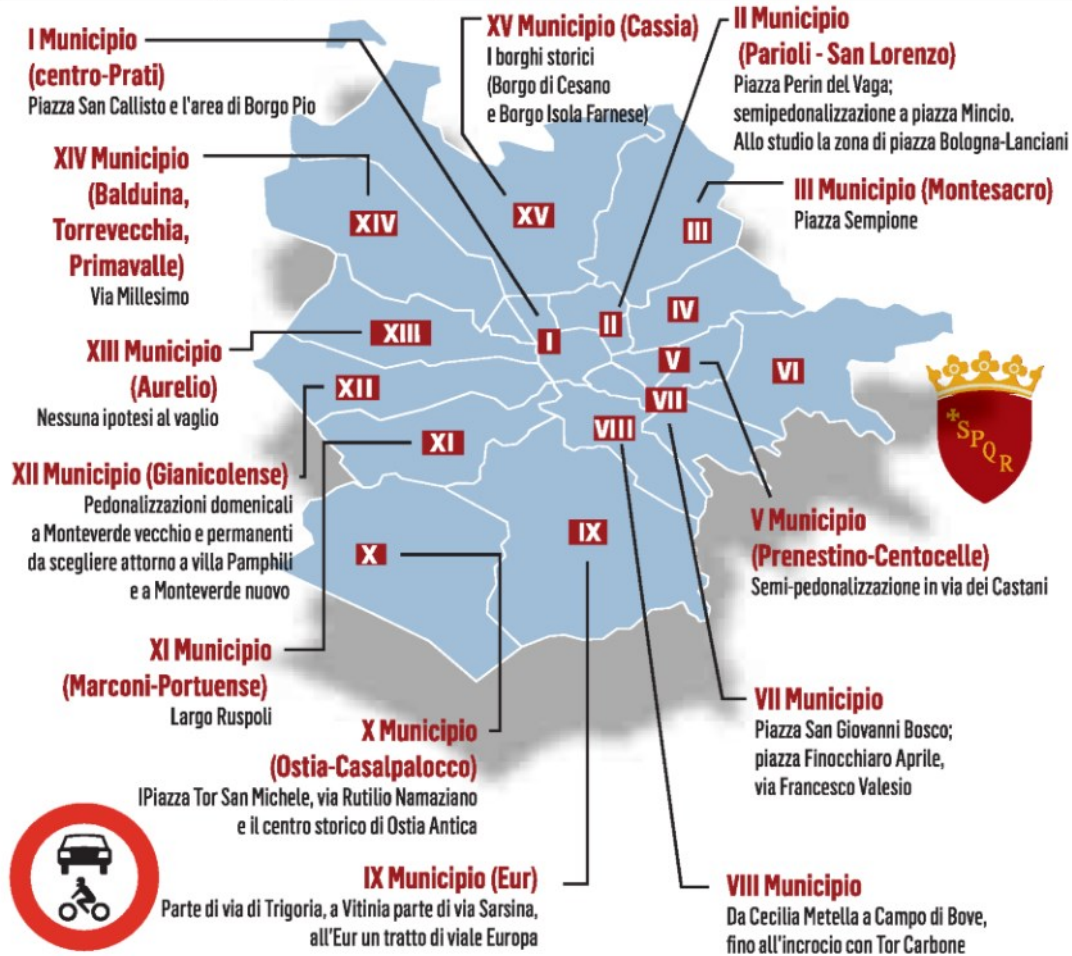 I Municipio
(centro-Prati)
Piazza San Callisto e l'area di Borgo Pio
XV Municipio (Cassia)
I borghi storici
(Borgo di Cesano
e Borgo Isola Farnese)
II Municipio
(Parioli - San Lorenzo)
Piazza Perin del Vaga;
semipedonalizzazione a piazza Mincio.
Allo studio la zona di piazza Bologna-Lanciani
XIV Municipio
(Balduina,
Torrevecchia,
Primavalle)
Via Millesimo
III Municipio (Montesacro)
Piazza Sempione
XIII Municipio
(Aurelio)
Nessuna ipotesi al vaglio
XII Municipio (Gianicolense)
Pedonalizzazioni domenicali
a Monteverde vecchio e permanenti
da scegliere attorno a villa Pamphili
e a Monteverde nuovo
XIV
XV
III
I
II
IV
XIII
V
VI
XII
VII
XI
VIII
X
IX
SPQR
V Municipio
(Prenestino-Centocelle)
Semi-pedonalizzazione in via dei Castani
XI Municipio
(Marconi-Portuense)
Largo Ruspoli
X Municipio
(Ostia-Casalpalocco)
IPiazza Tor San Michele, via Rutilio Namaziano
e il centro storico di Ostia Antica
VII Municipio
Piazza San Giovanni Bosco;
piazza Finocchiaro Aprile,
via Francesco Valesio
IX Municipio (Eur)
Parte di via di Trigoria, a Vitinia parte di via Sarsina,
all'Eur un tratto di viale Europa
VIII Municipio
Da Cecilia Metella a Campo di Bove,
fino all'incrocio con Tor Carbone